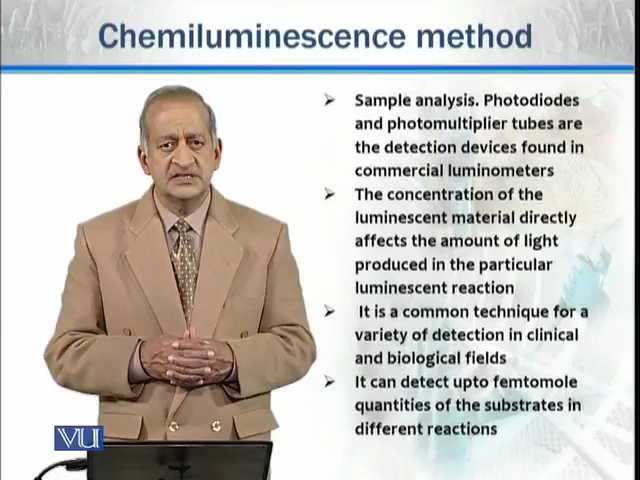 Chemiluminescence method
➢ Sample analysis. Photodiodes
and photomultiplier tubes are
the detection devices found in
commercial luminometers
➢ The concentration of the
luminescent material directly
affects the amount of light
produced in the particular
luminescent reaction
➢ It is a common technique for a
variety of detection in clinical
and biological fields
➢ It can detect upto femtomole
quantities of the substrates in
different reactions
VU